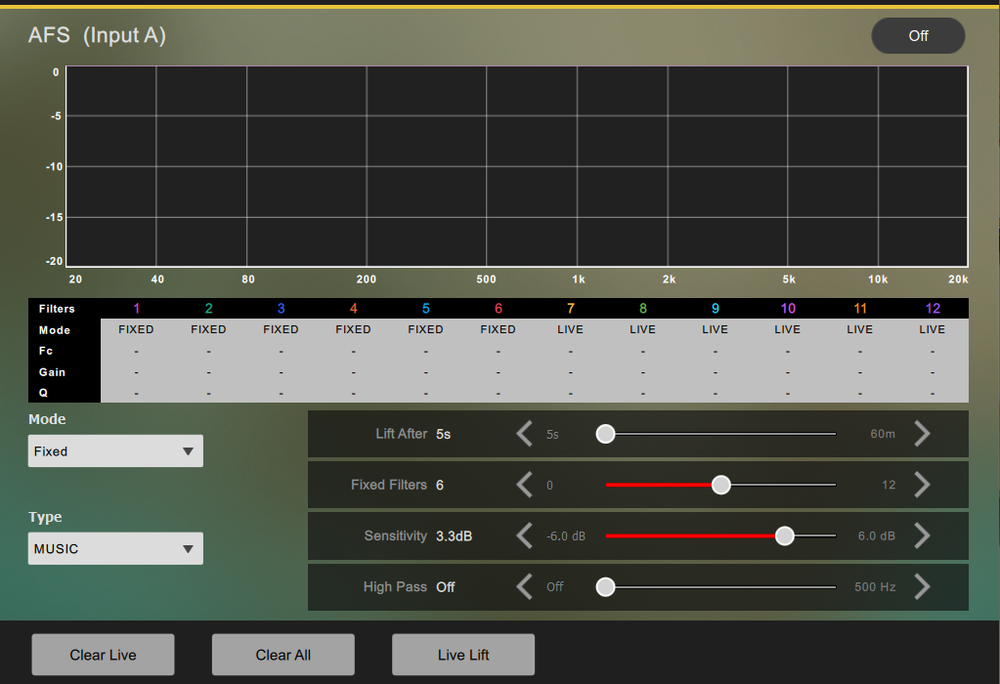 AFS (Input A)
Off
0
-5
-10
-15
-20
20 40 80 200 500 1k 2k 5k 10k 20k
Filters 1 2 3 4 5 6 7 8 9 10 11 12
Mode FIXED FIXED FIXED FIXED FIXED FIXED LIVE LIVE LIVE LIVE LIVE LIVE
Fc - - - - - - - - - - - -
Gain - - - - - - - - - - - -
Q - - - - - - - - - - - -
Mode
Fixed
Type
MUSIC
Lift After 5s 5s 60m
Fixed Filters 6 0 12
Sensitivity 3.3dB -6.0 dB 6.0 dB
High Pass Off Off 500 Hz
Clear Live Clear All Live Lift